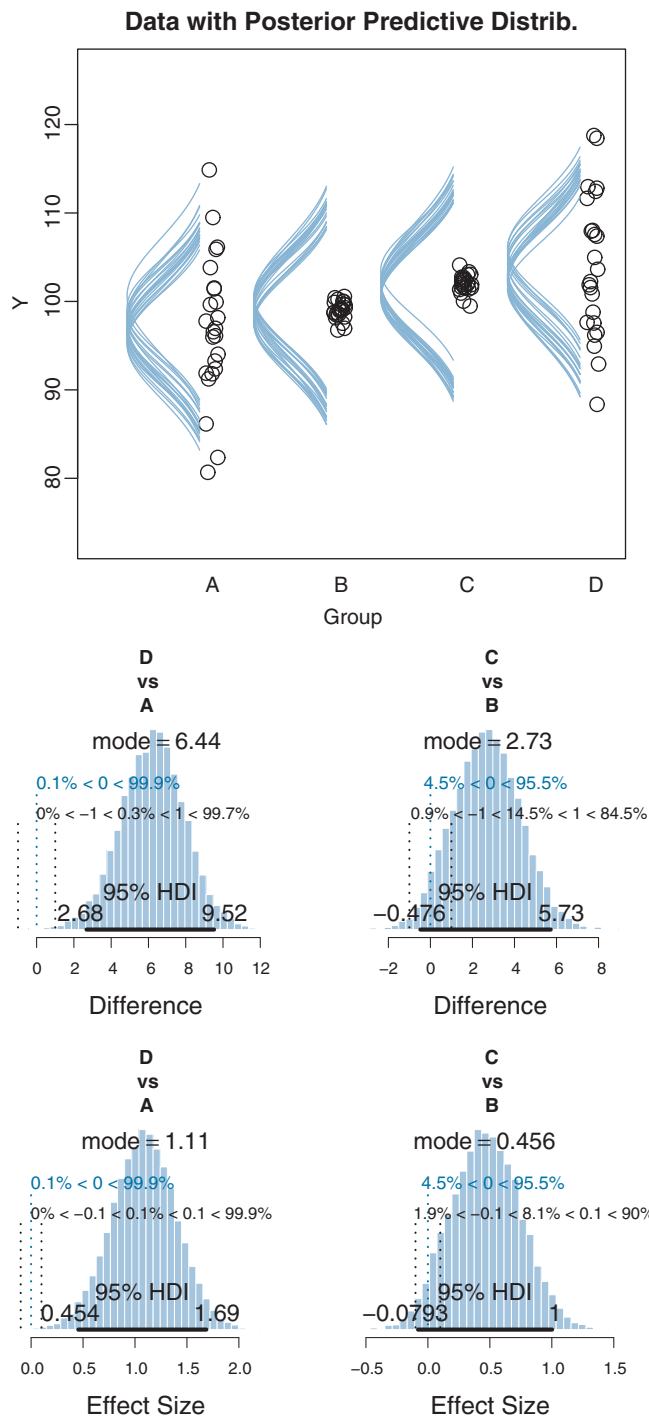 Data with Posterior Predictive Distrib.
120
110
100
90
80
Y
A B C D
Group
D
vs
A
mode = 6.44
0.1% < 0 < 99.9%
0% < −1 < 0.3% < 1 < 99.7%
95% HDI
2.68 9.52
0 2 4 6 8 10 12
Difference
C
vs
B
mode = 2.73
4.5% < 0 < 95.5%
0.9% < −1 < 14.5% < 1 < 84.5%
95% HDI
−0.476 5.73
−2 0 2 4 6 8
Difference
D
vs
A
mode = 1.11
0.1% < 0 < 99.9%
0% < −0.1 < 0.1% < 0.1 < 99.9%
95% HDI
0.454 1.69
0.0 0.5 1.0 1.5 2.0
Effect Size
C
vs
B
mode = 0.456
4.5% < 0 < 95.5%
1.9% < −0.1 < 8.1% < 0.1 < 90%
95% HDI
−0.0793 1
−0.5 0.0 0.5 1.0 1.5
Effect Size